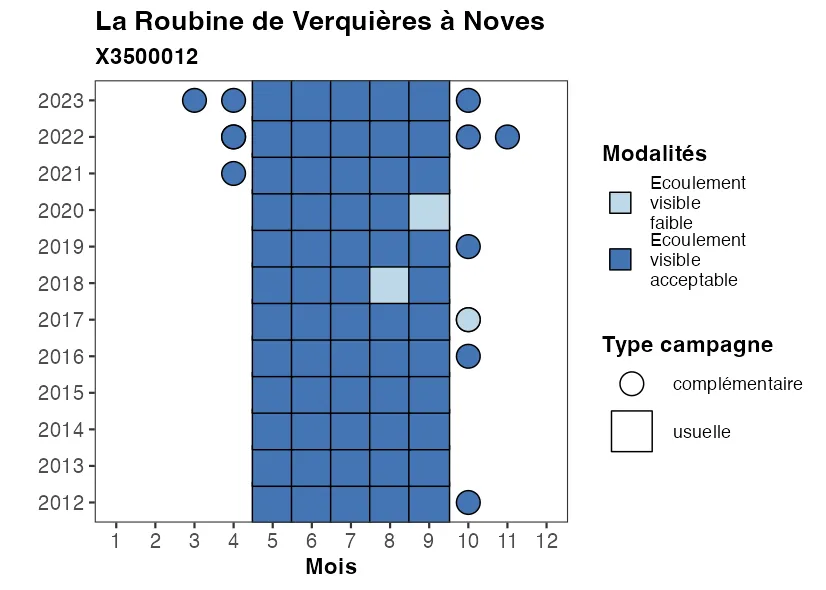 La Roubine de Verquières à Noves
X3500012
2023
2022
2021
2020
2019
2018
2017
2016
2015
2014
2013
2012
1 2 3 4 5 6 7 8 9 10 11 12
Mois
Modalités
Ecoulement
visible
faible
Ecoulement
visible
acceptable
Type campagne
complémentaire
usuelle